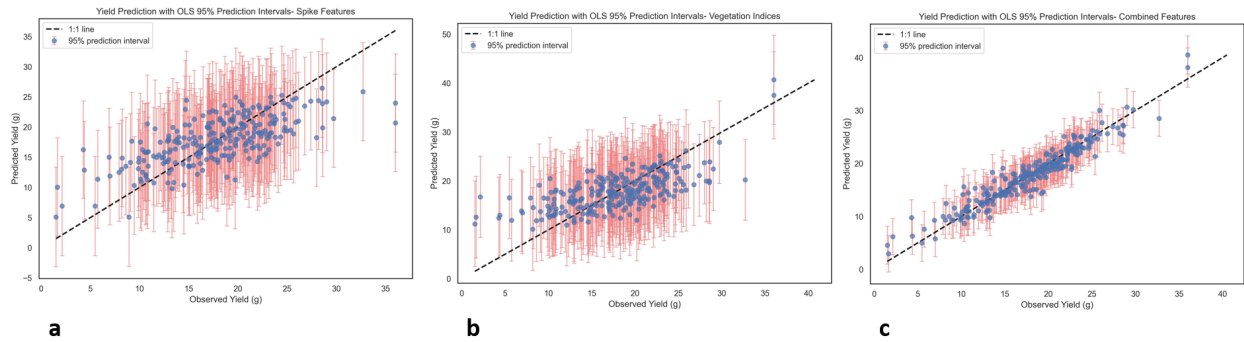 Yield Prediction with OLS 95% Prediction Intervals- Spike Features
1:1 line
95% prediction interval
35
30
25
20
15
10
5
0
−5
Predicted Yield (g)
0 5 10 15 20 25 30 35
Observed Yield (g)
a
Yield Prediction with OLS 95% Prediction Intervals- Vegetation Indices
1:1 line
95% prediction interval
50
40
30
20
10
0
Predicted Yield (g)
0 5 10 15 20 25 30 35 40
Observed Yield (g)
b
Yield Prediction with OLS 95% Prediction Intervals- Combined Features
1:1 line
95% prediction interval
40
30
20
10
0
Predicted Yield (g)
0 5 10 15 20 25 30 35 40
Observed Yield (g)
c